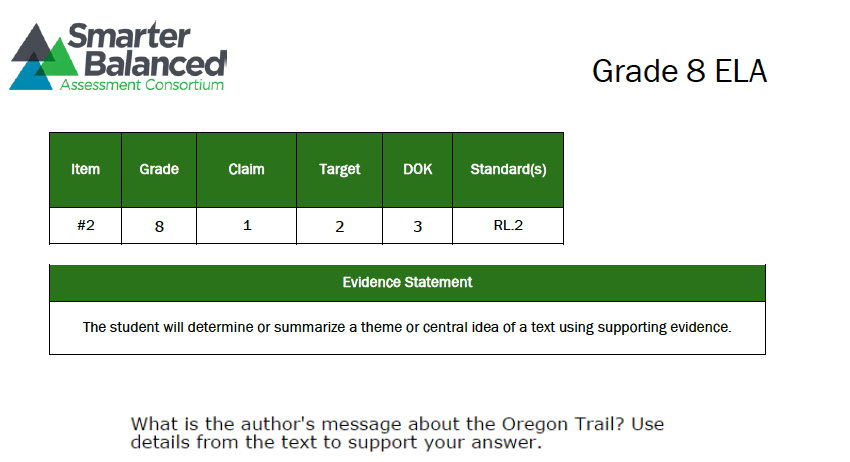 Smarter
Balanced
Assessment Consortium
Grade 8 ELA
Item Grade Claim Target DOK Standard(s)
#2 8 1 2 3 RL.2
Evidence Statement
The student will determine or summarize a theme or central idea of a text using supporting evidence.
What is the author's message about the Oregon Trail? Use
details from the text to support your answer.